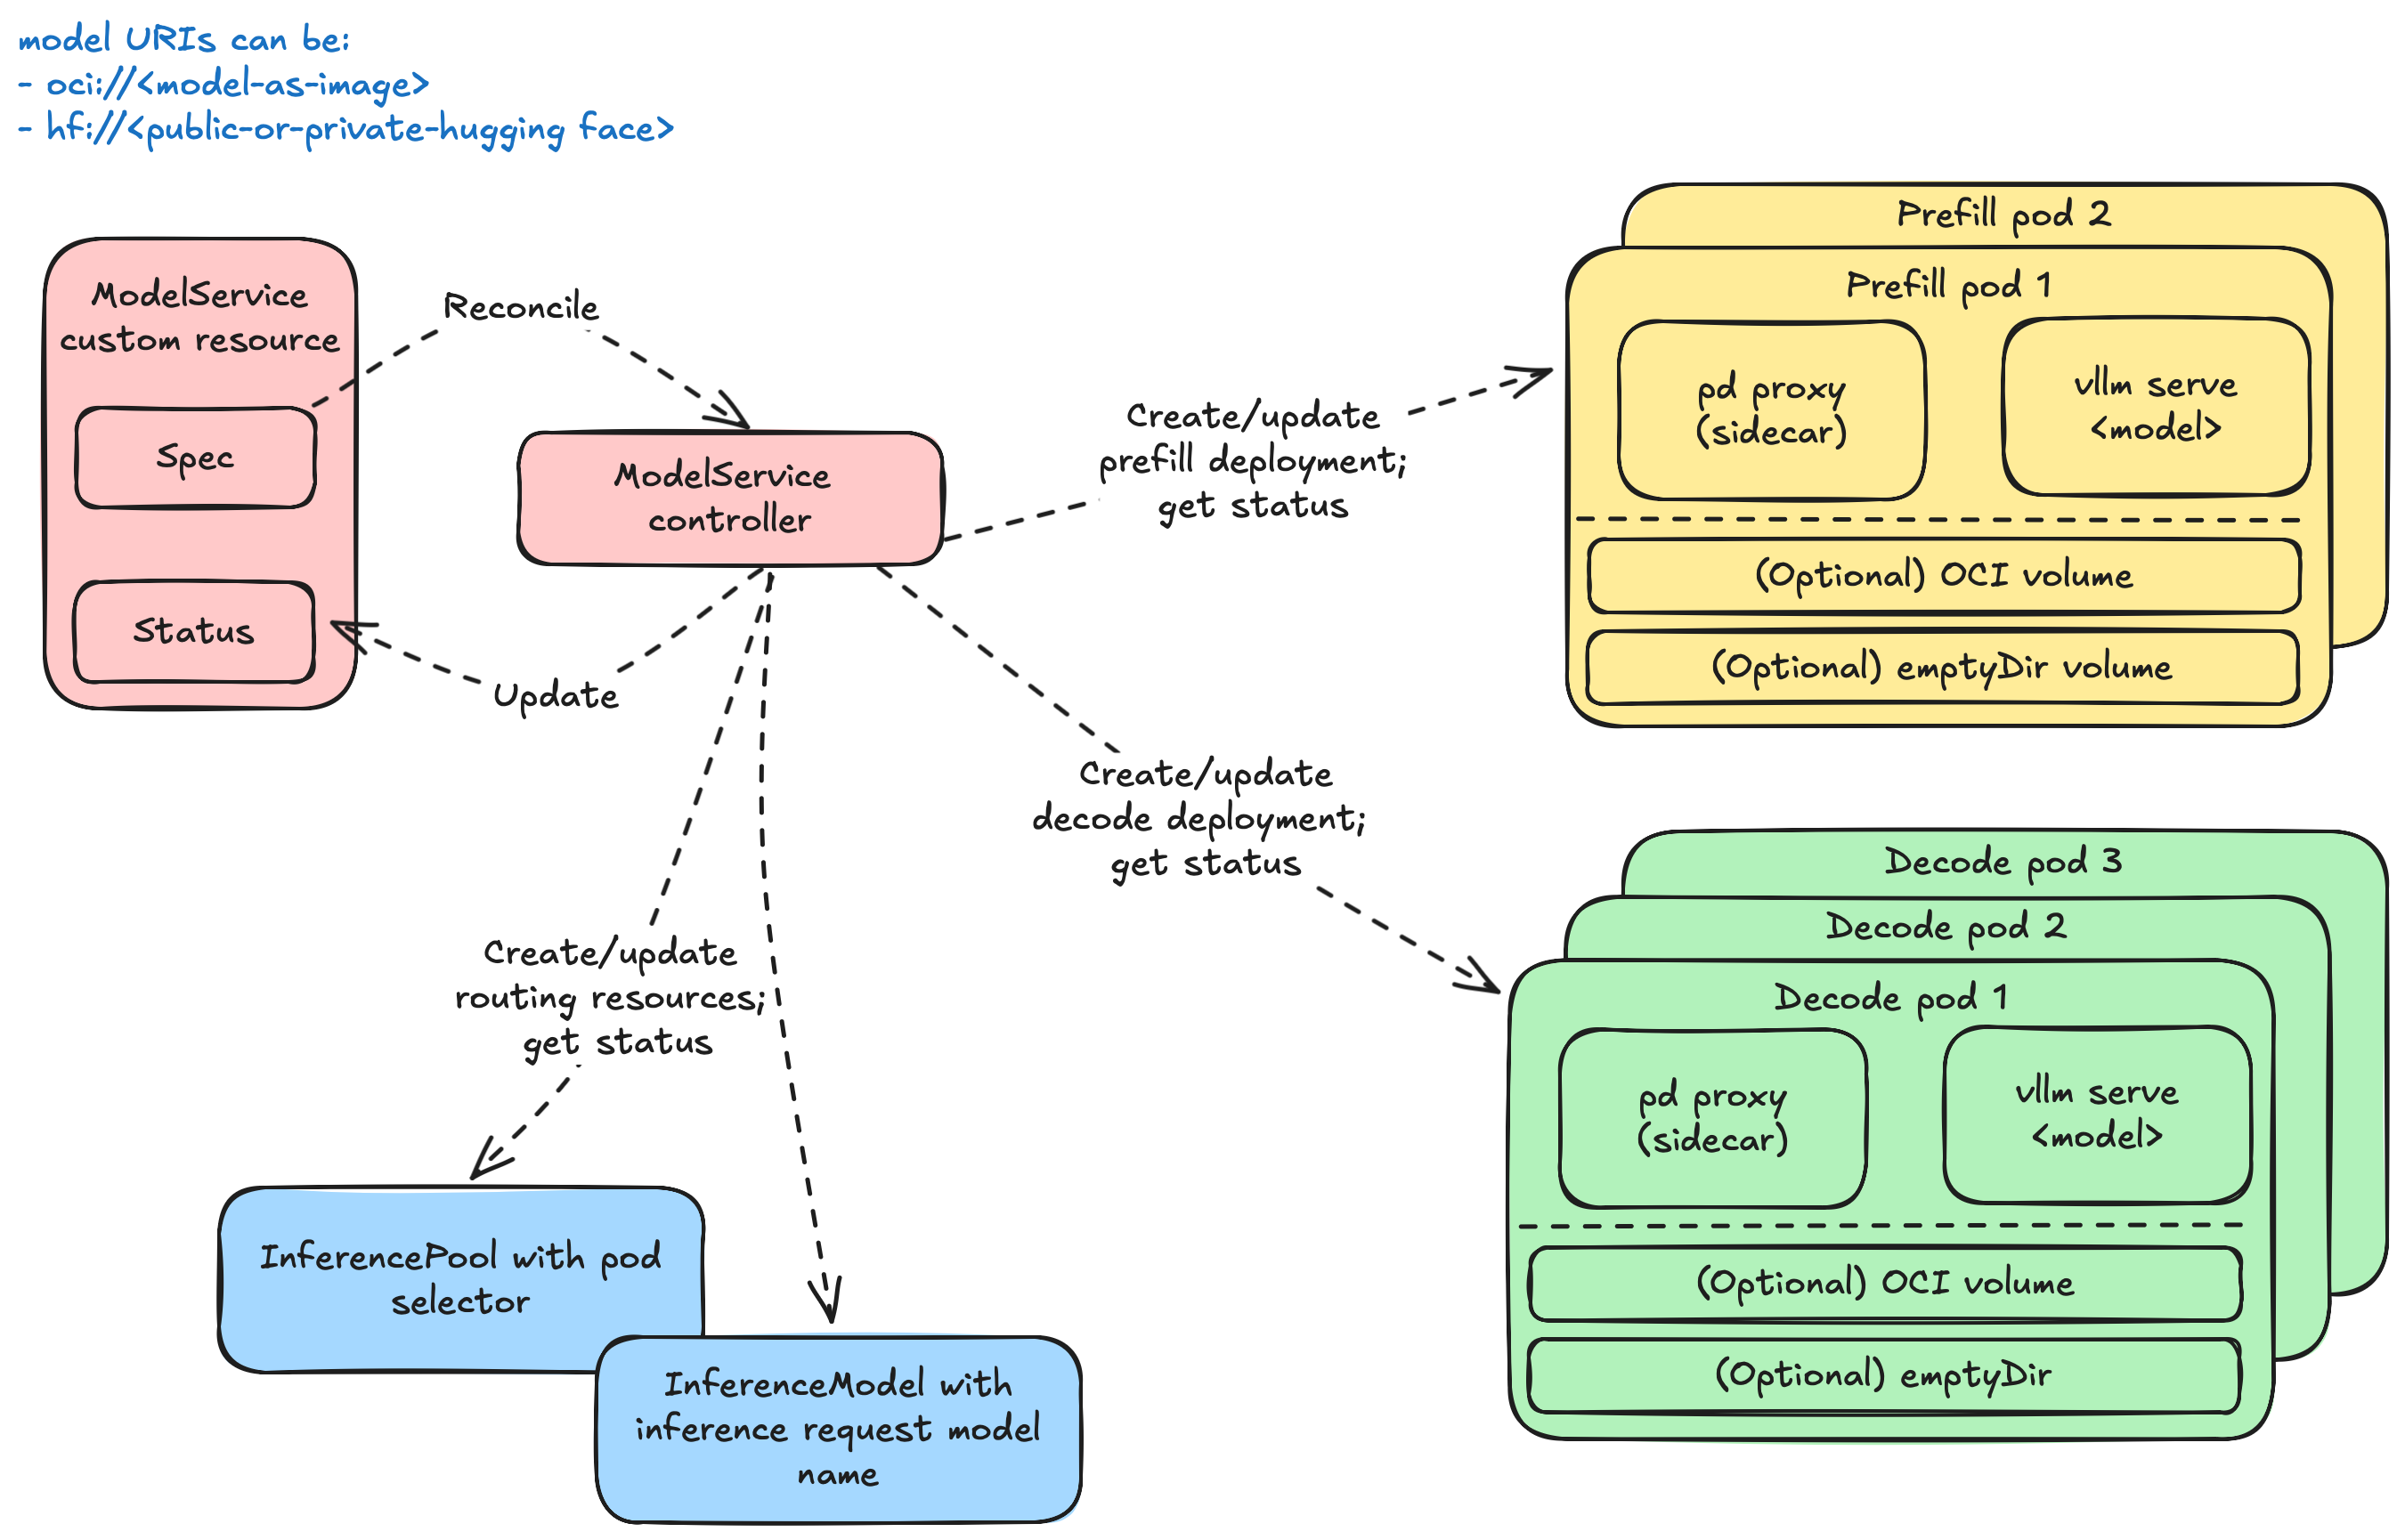 model URIs can be:
- oci://<model-as-image>
- hf://<public-or-private-hugging face>
ModelService
custom resource
Spec
Status
Reconcile
Update
ModelService
controller
Create/update
prefill deployment;
get status
Create/update
decode deployment;
get status
Create/update
routing resources;
get status
InferencePool with pod
selector
InferenceModel with
inference request model
name
Prefill pod 2
Prefill pod 1
pd proxy
(sidecar)
vllm serve
<model>
(Optional) OCI volume
(Optional) emptyDir volume
Decode pod 3
Decode pod 2
Decode pod 1
pd proxy
(sidecar)
vllm serve
<model>
(Optional) OCI volume
(Optional) emptyDir